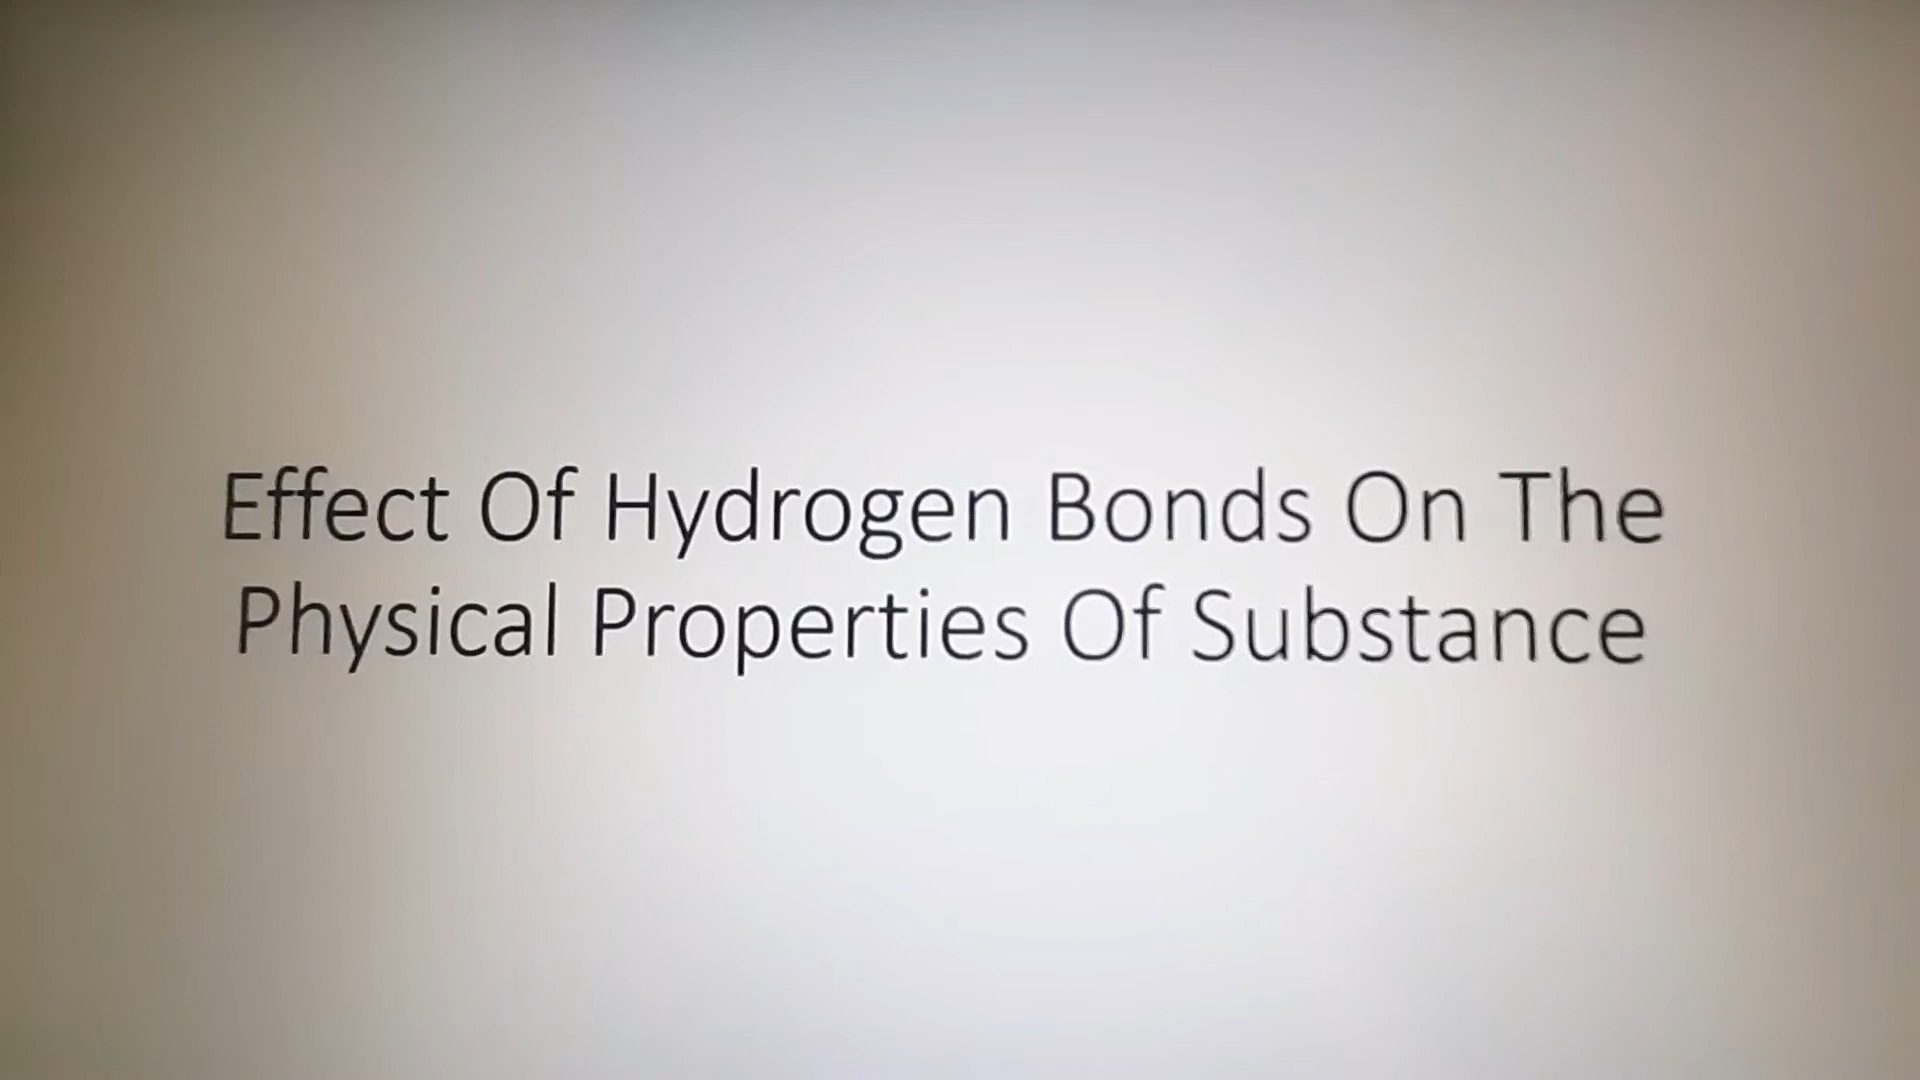 Effect Of Hydrogen Bonds On The
Physical Properties Of Substance